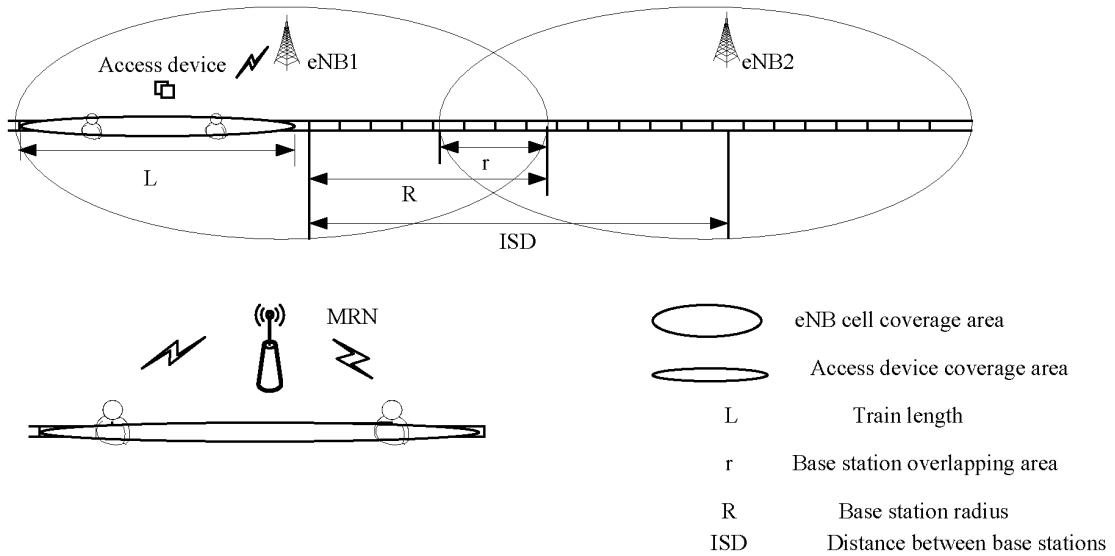 eNB1
eNB2
Access device
L
r
R
ISD
MRN
eNB cell coverage area
Access device coverage area
L Train length
r Base station overlapping area
R Base station radius
ISD Distance between base stations